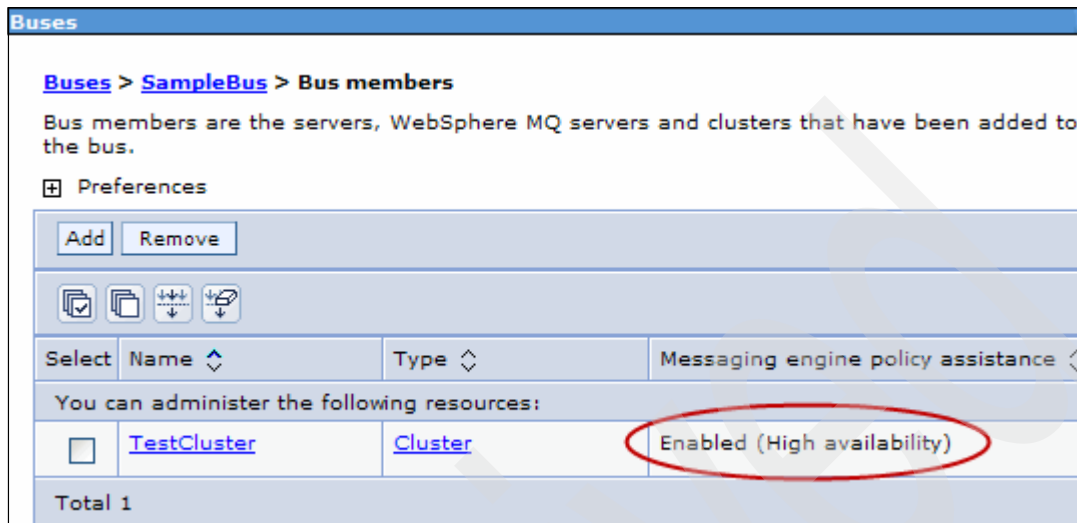 Buses
Buses > SampleBus > Bus members
Bus members are the servers, WebSphere MQ servers and clusters that have been added to
the bus.
Preferences
Add Remove
Select Name Type Messaging engine policy assistance
You can administer the following resources:
TestCluster Cluster Enabled (High availability)
Total 1